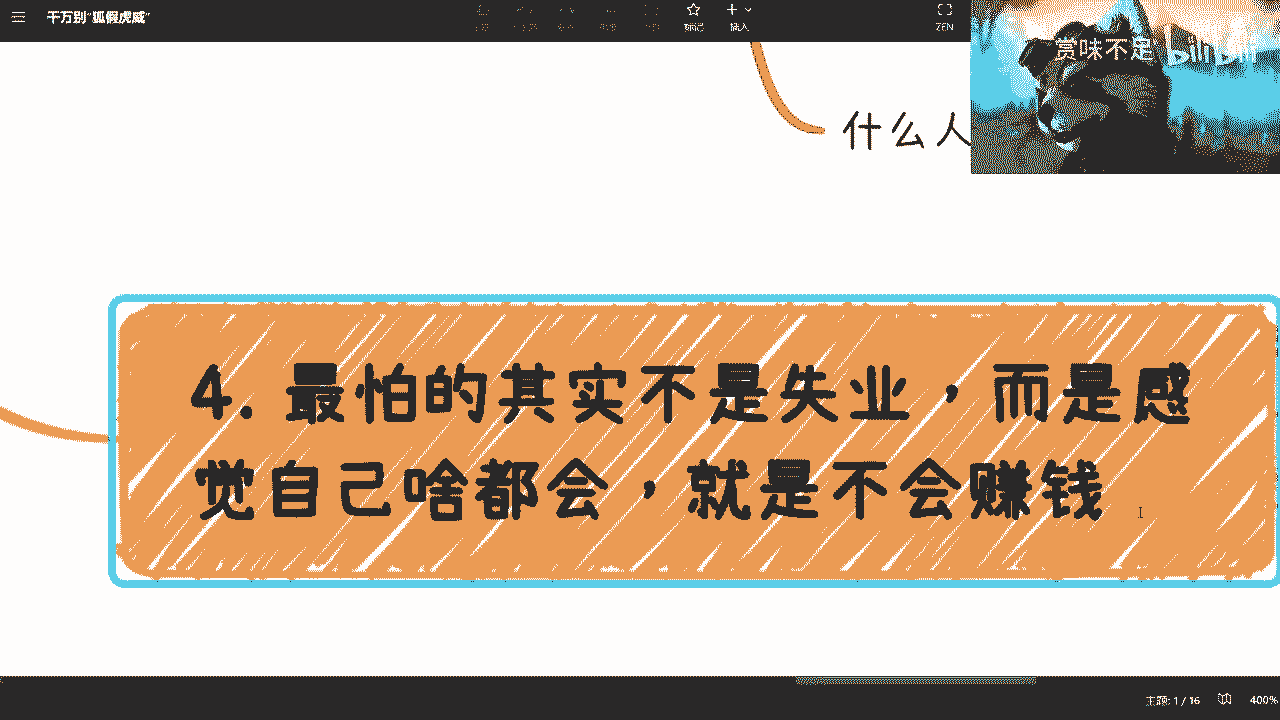 千万别“狐假虎威”
标记
插入
ZEN
赏味不足 bilibili
什么人
4. 最怕的其实不是失业，而是感
觉自己啥都会，就是不会赚钱
主题: 1 / 16
400%